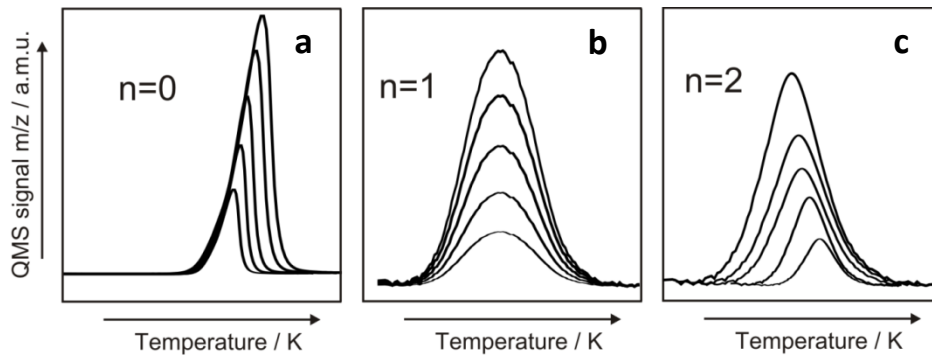 QMS signal m/z / a.m.u.
n=0
a
n=1
b
n=2
c
Temperature / K
Temperature / K
Temperature / K